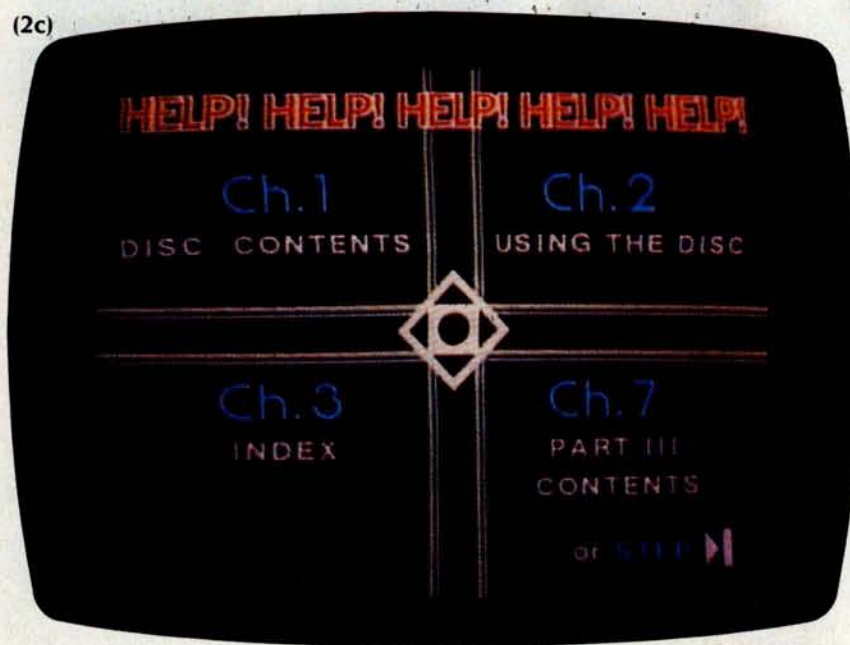 (2c)
HELP! HELP! HELP! HELP! HELP!
Ch.1
DISC CONTENTS
Ch.2
USING THE DISC
Ch.3
INDEX
Ch.7
PART III
CONTENTS
or STEP